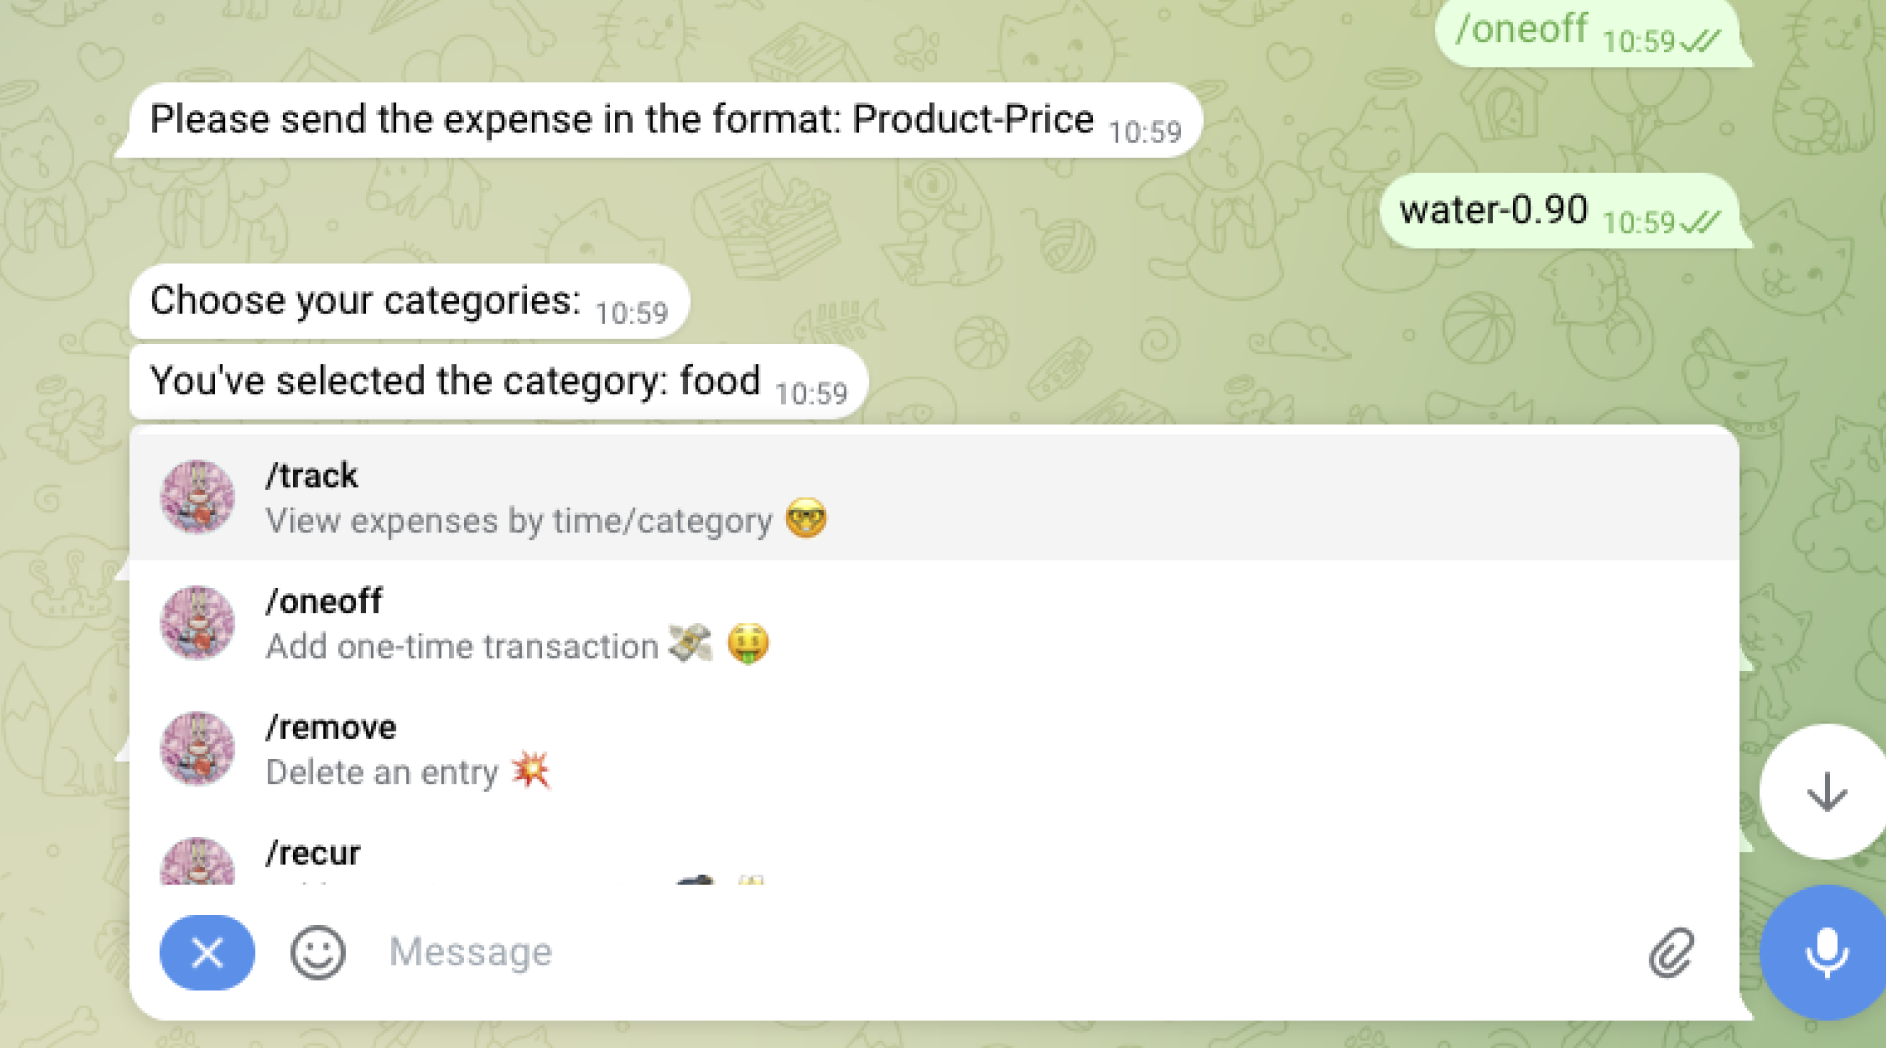 /oneoff 10:59
Please send the expense in the format: Product-Price 10:59
water-0.90 10:59
Choose your categories: 10:59
You've selected the category: food 10:59
/track
View expenses by time/category 🤓
/oneoff
Add one-time transaction 💸 🤑
/remove
Delete an entry 💥
/recur
Message